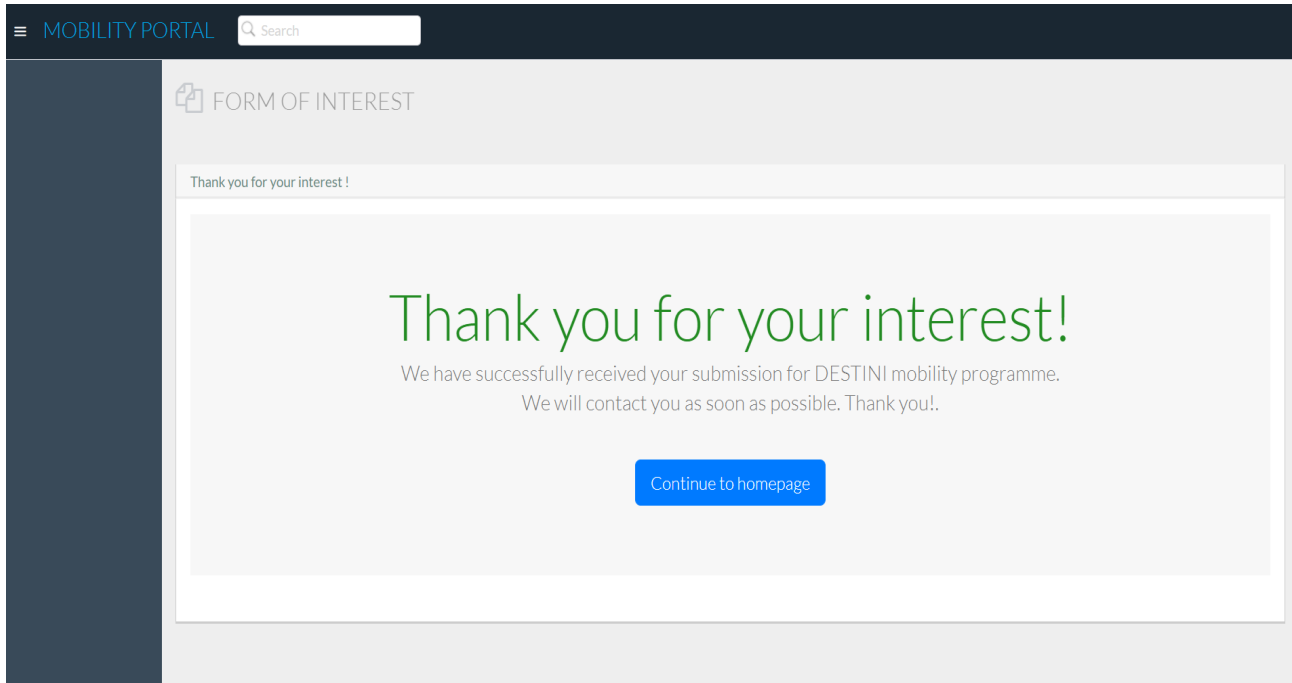 MOBILITY PORTAL
Search
FORM OF INTEREST
Thank you for your interest !
Thank you for your interest!
We have successfully received your submission for DESTINI mobility programme.
We will contact you as soon as possible. Thank you!.
Continue to homepage